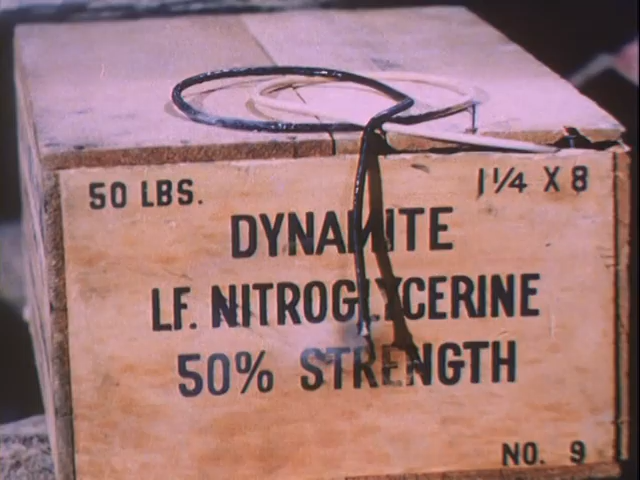 50 LBS. 1¼ X 8
DYNAMITE
LF. NITROGLYCERINE
50% STRENGTH
NO. 9